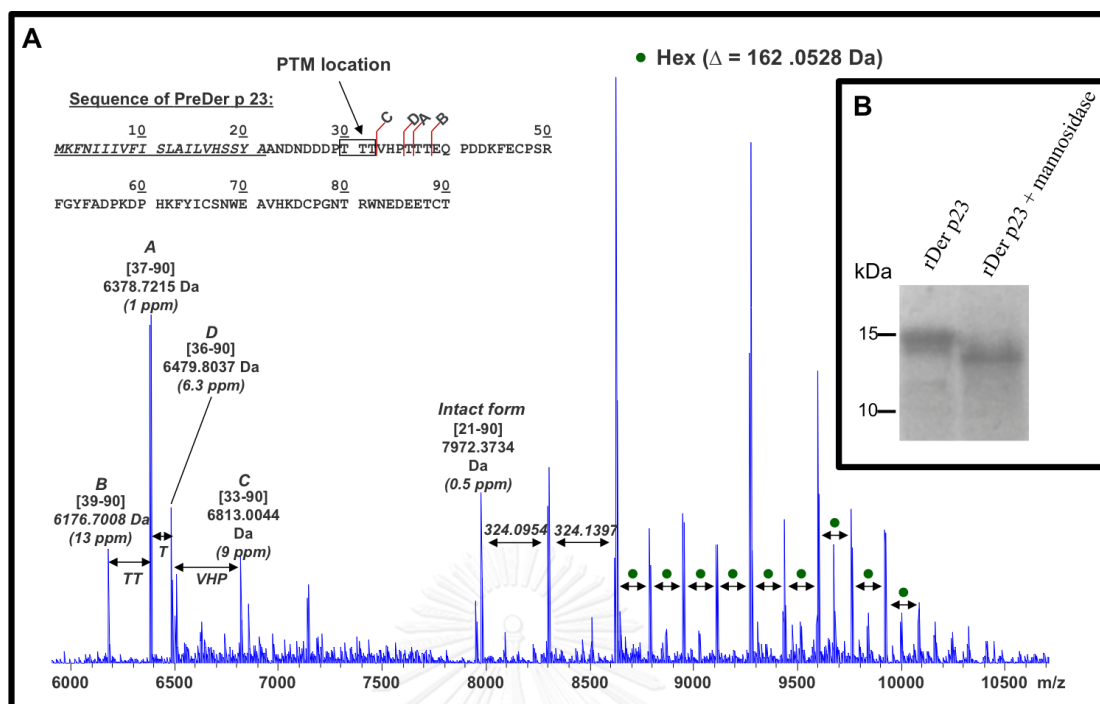 A
Hex (Δ = 162 .0528 Da)
PTM location
Sequence of PreDer p 23:
C
D
A
B
10 20 30 50
MKFNIIIVFI SLAILVHSSY AANDNDDDPT TTVHPTTTEQ PDDKFECPSR
60 70 80 90
FGYFADPKDP HKFYICSNWE AVHKDCPGNT RWNEDEETCT
A
[37-90]
6378.7215 Da
(1 ppm)
D
[36-90]
6479.8037 Da
(6.3 ppm)
B
[39-90]
6176.7008 Da
(13 ppm)
C
[33-90]
6813.0044
Da
(9 ppm)
TT
T
VHP
Intact form
[21-90]
7972.3734
Da
(0.5 ppm)
324.0954
324.1397
6000 6500 7000 7500 8000 8500 9000 9500 10000 10500 m/z
B
rDer p23
rDer p23 + mannosidase
kDa
15
10